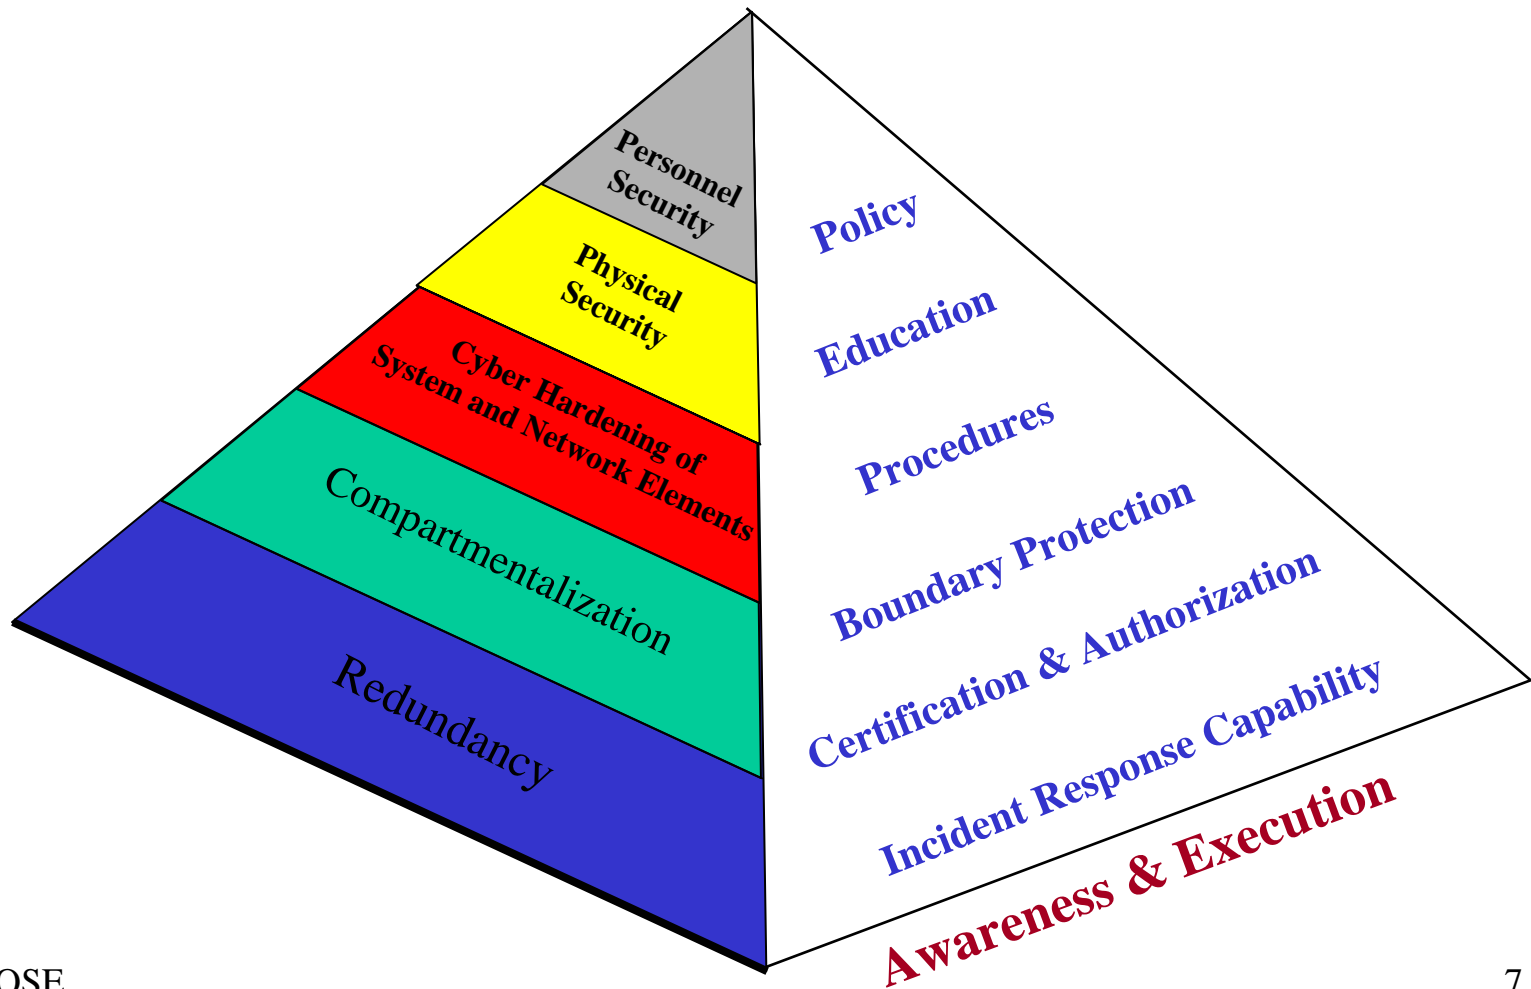 Personnel
Security
Physical
Security
Cyber Hardening of
System and Network Elements
Compartmentalization
Redundancy
Policy
Education
Procedures
Boundary Protection
Certification & Authorization
Incident Response Capability
Awareness & Execution
7